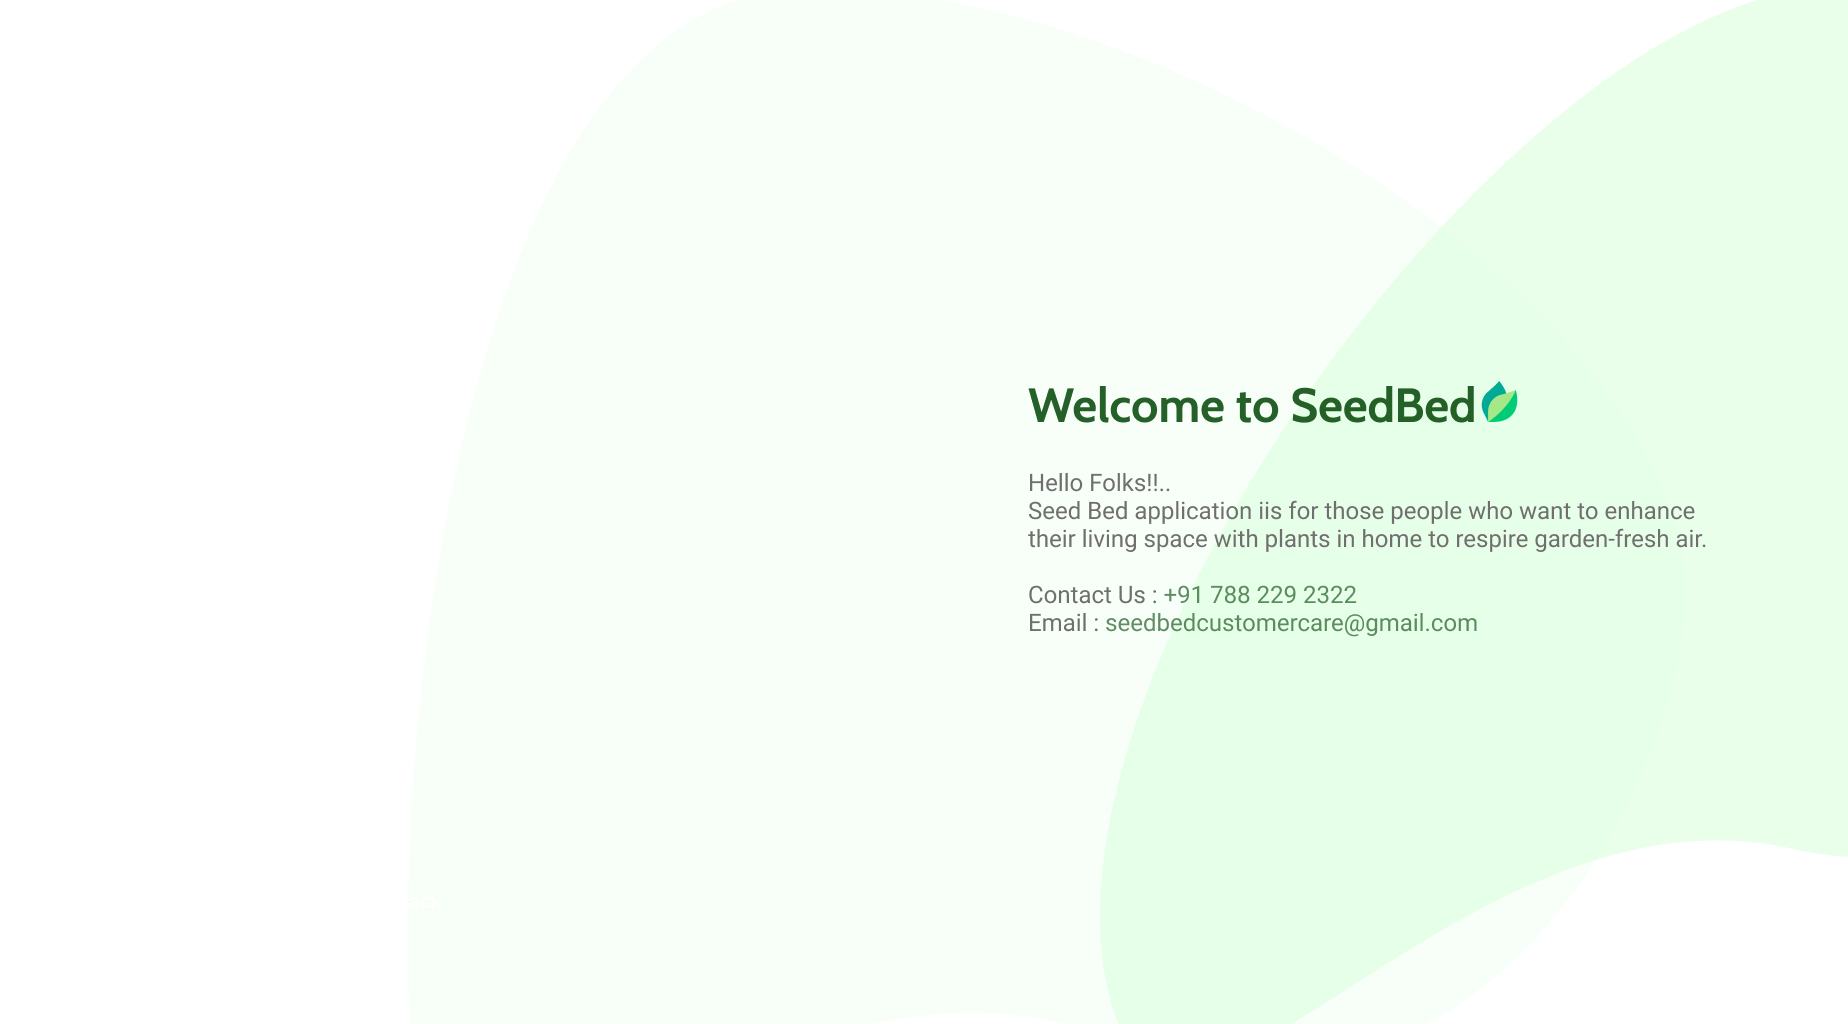 Welcome to SeedBed
Hello Folks!!..
Seed Bed application iis for those people who want to enhance
their living space with plants in home to respire garden-fresh air.
Contact Us : +91 788 229 2322
Email : seedbedcustomercare@gmail.com